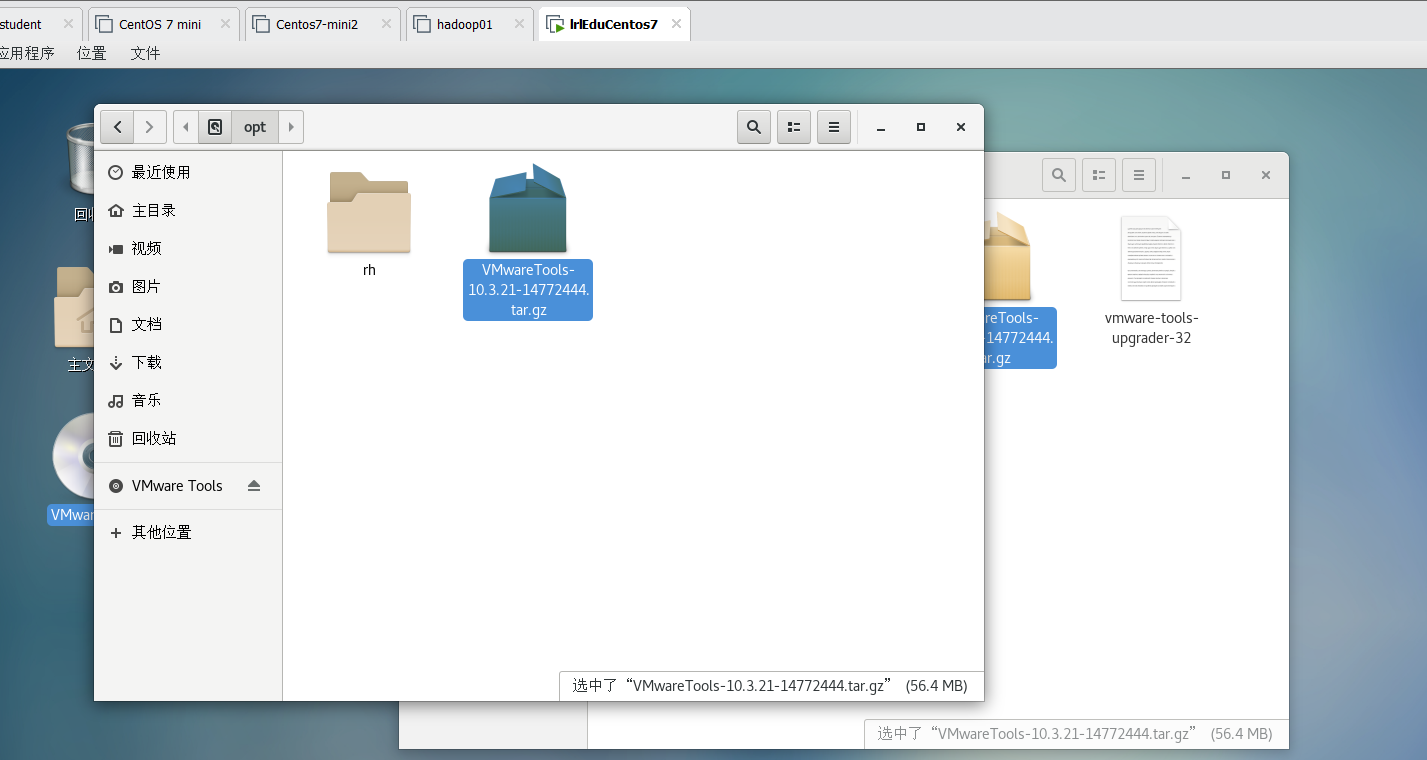 student
CentOS 7 mini
Centos7-mini2
hadoop01
lrlEduCentos7
应用程序 位置 文件
opt
最近使用
主目录
视频
图片
文档
下载
音乐
回收站
VMware Tools
其他位置
rh
VMwareTools-
10.3.21-14772444.
tar.gz
选中了“VMwareTools-10.3.21-14772444.tar.gz” (56.4 MB)
reTools-
-14772444.
ar.gz
vmware-tools-
upgrader-32
选中了“VMwareTools-10.3.21-14772444.tar.gz” (56.4 MB)
回收
主文
VMwar